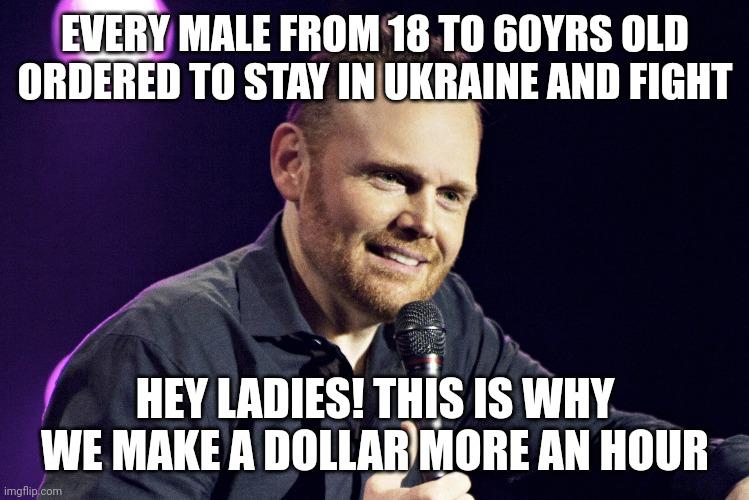 EVERY MALE FROM 18 TO 60YRS OLD
ORDERED TO STAY IN UKRAINE AND FIGHT
HEY LADIES! THIS IS WHY
WE MAKE A DOLLAR MORE AN HOUR
imgflip.com